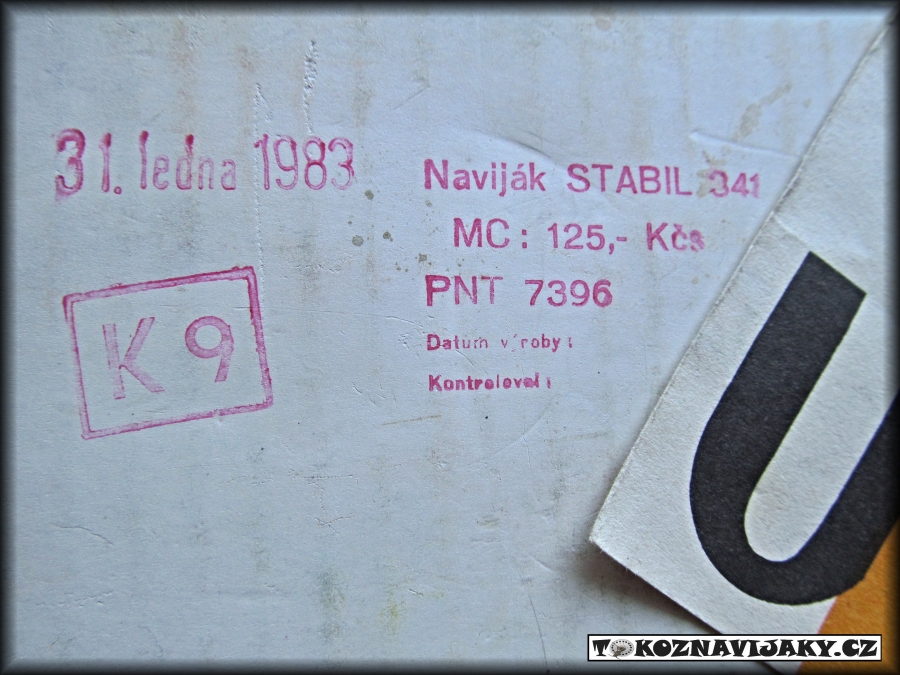 31. ledna 1983
K 9
Naviják STABIL 341
MC: 125,- Kčs
PNT 7396
Datum výroby:
Kontroloval:
U
TOKOZNAVIJAKY.CZ